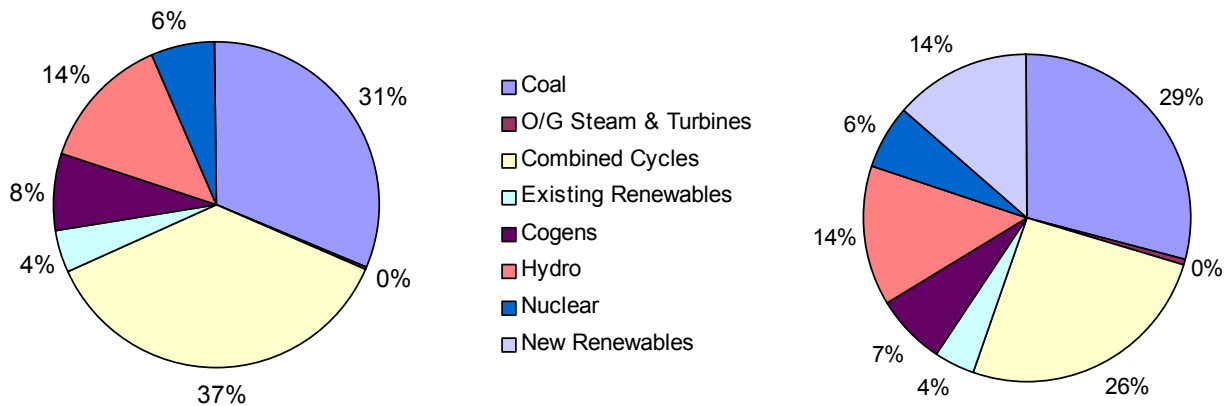 6%
14%
31%
8%
4%
0%
37%
Coal
O/G Steam & Turbines
Combined Cycles
Existing Renewables
Cogens
Hydro
Nuclear
New Renewables
14%
29%
6%
14%
0%
7%
4%
26%